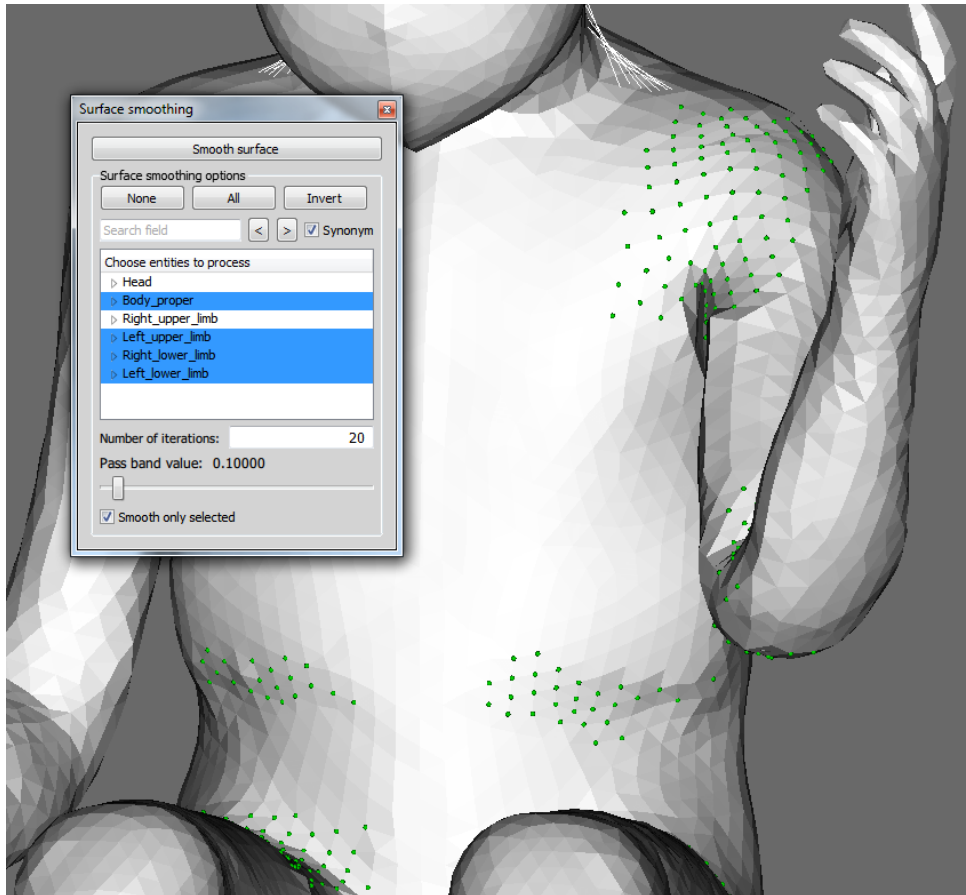 Surface smoothing
Smooth surface
Surface smoothing options
None All Invert
Search field < > Synonym
Choose entities to process
Head
Body_proper
Right_upper_limb
Left_upper_limb
Right_lower_limb
Left_lower_limb
Number of iterations: 20
Pass band value: 0.10000
Smooth only selected